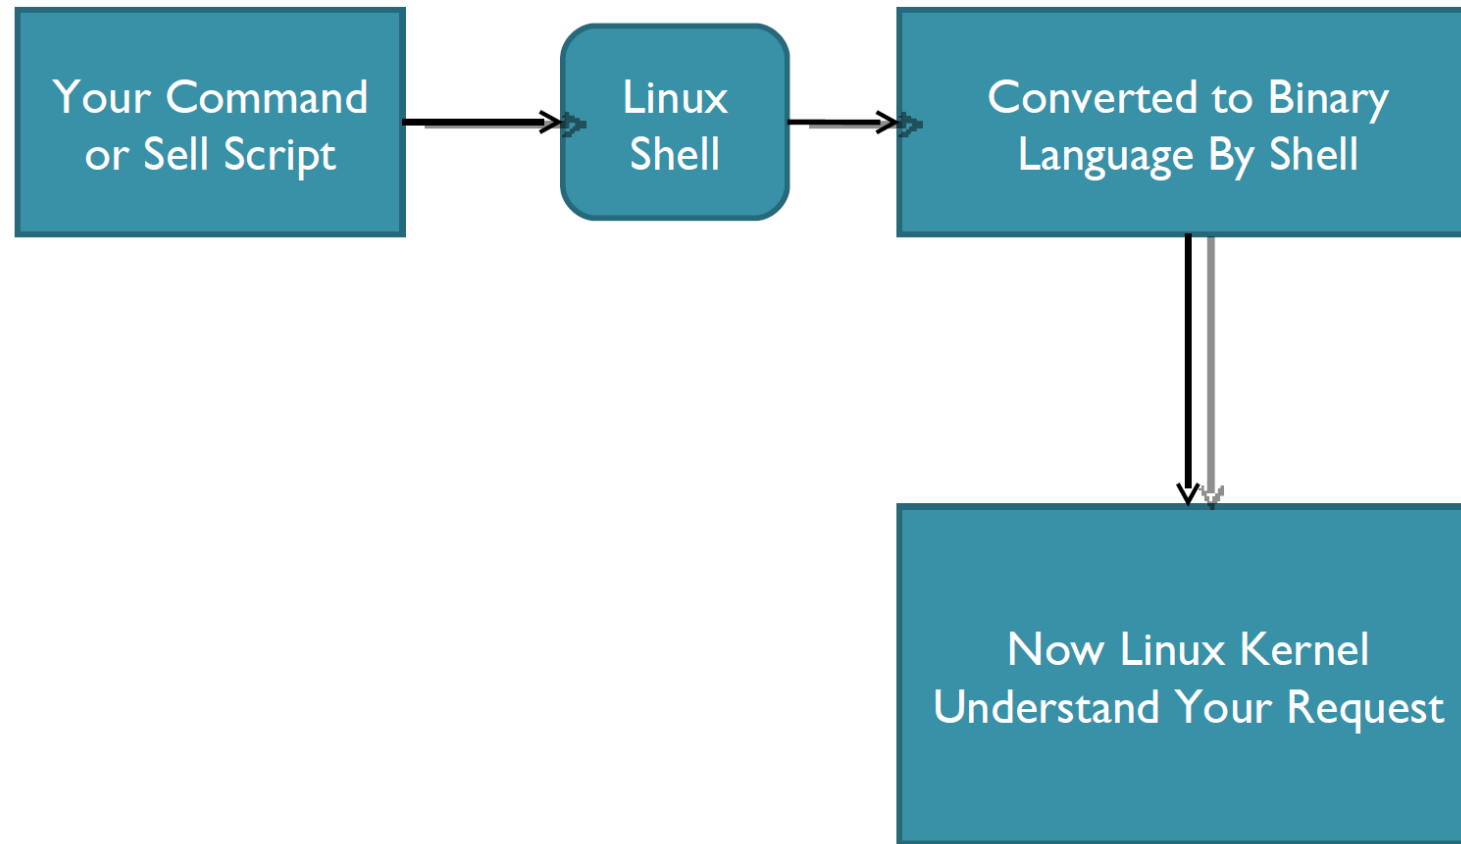 Your Command
or Sell Script
Linux
Shell
Converted to Binary
Language By Shell
Now Linux Kernel
Understand Your Request